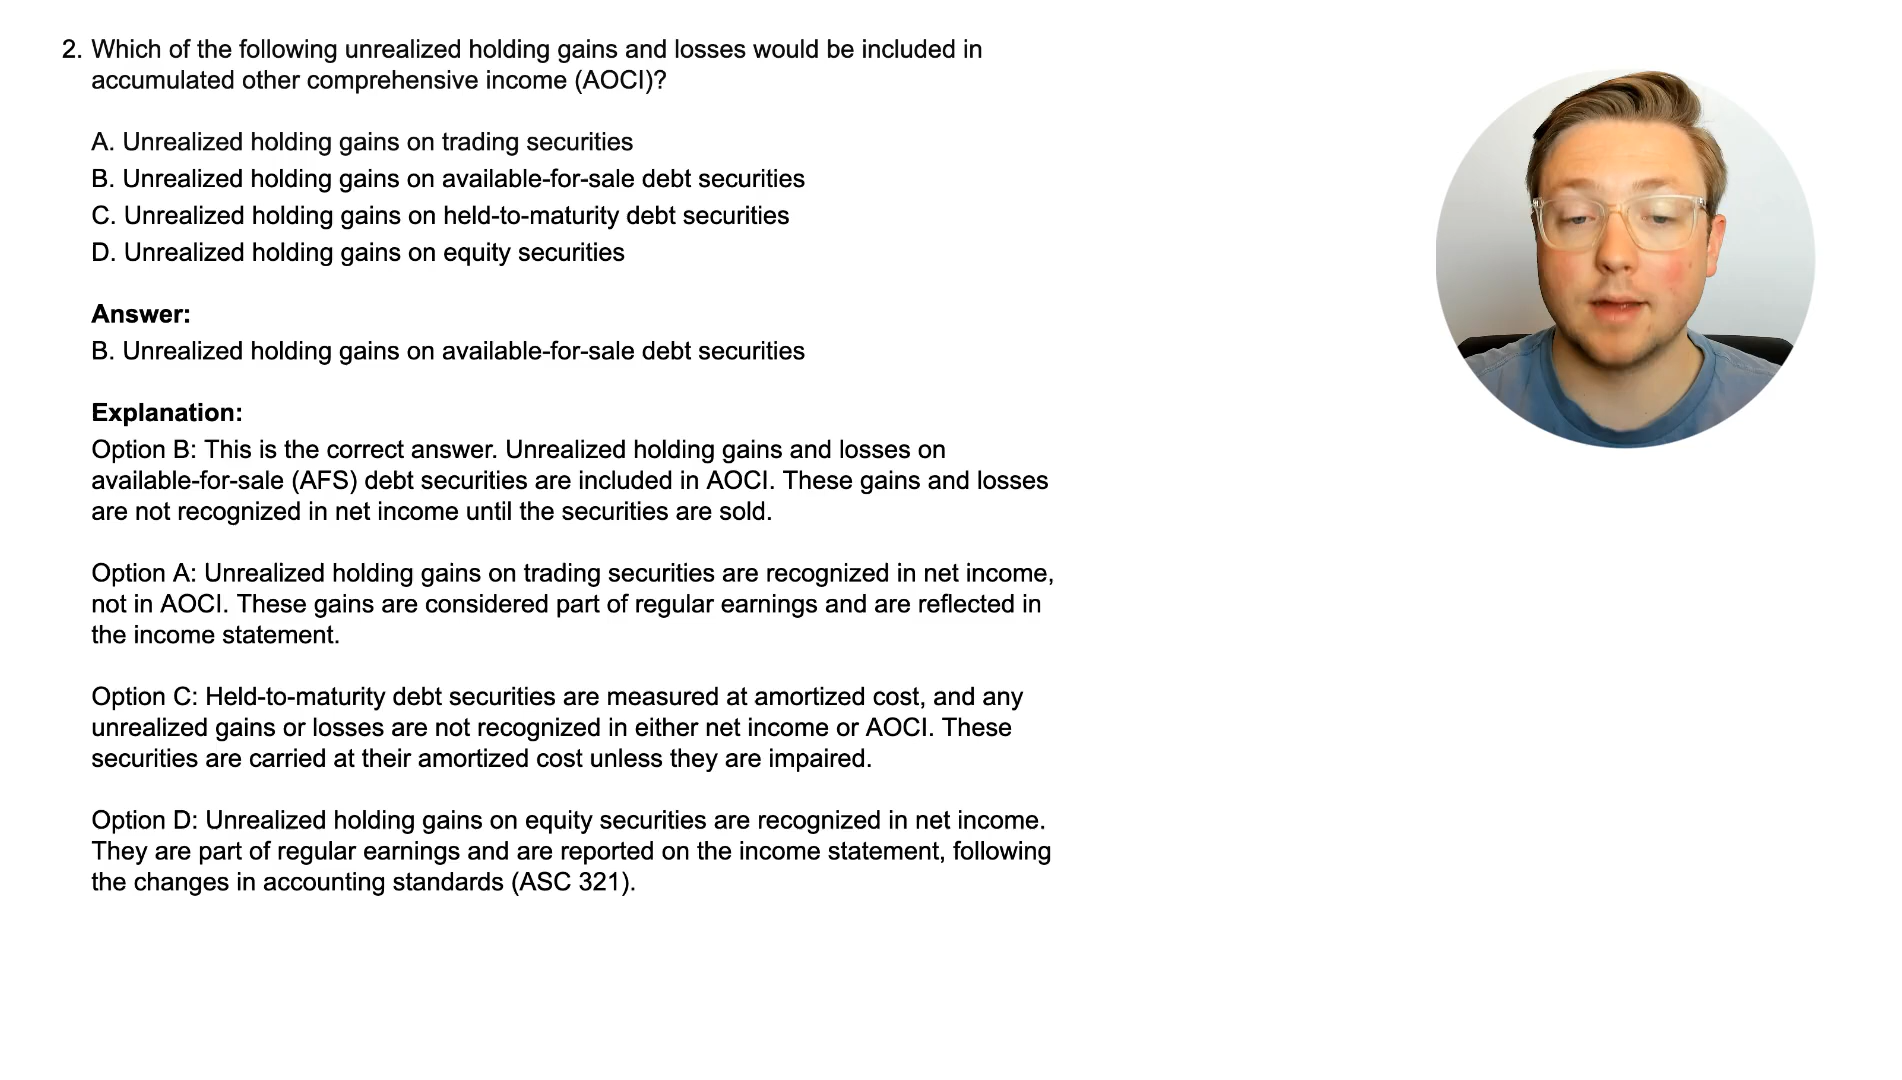 2. Which of the following unrealized holding gains and losses would be included in
accumulated other comprehensive income (AOCI)?
A. Unrealized holding gains on trading securities
B. Unrealized holding gains on available-for-sale debt securities
C. Unrealized holding gains on held-to-maturity debt securities
D. Unrealized holding gains on equity securities
Answer:
B. Unrealized holding gains on available-for-sale debt securities
Explanation:
Option B: This is the correct answer. Unrealized holding gains and losses on
available-for-sale (AFS) debt securities are included in AOCI. These gains and losses
are not recognized in net income until the securities are sold.
Option A: Unrealized holding gains on trading securities are recognized in net income,
not in AOCI. These gains are considered part of regular earnings and are reflected in
the income statement.
Option C: Held-to-maturity debt securities are measured at amortized cost, and any
unrealized gains or losses are not recognized in either net income or AOCI. These
securities are carried at their amortized cost unless they are impaired.
Option D: Unrealized holding gains on equity securities are recognized in net income.
They are part of regular earnings and are reported on the income statement, following
the changes in accounting standards (ASC 321).